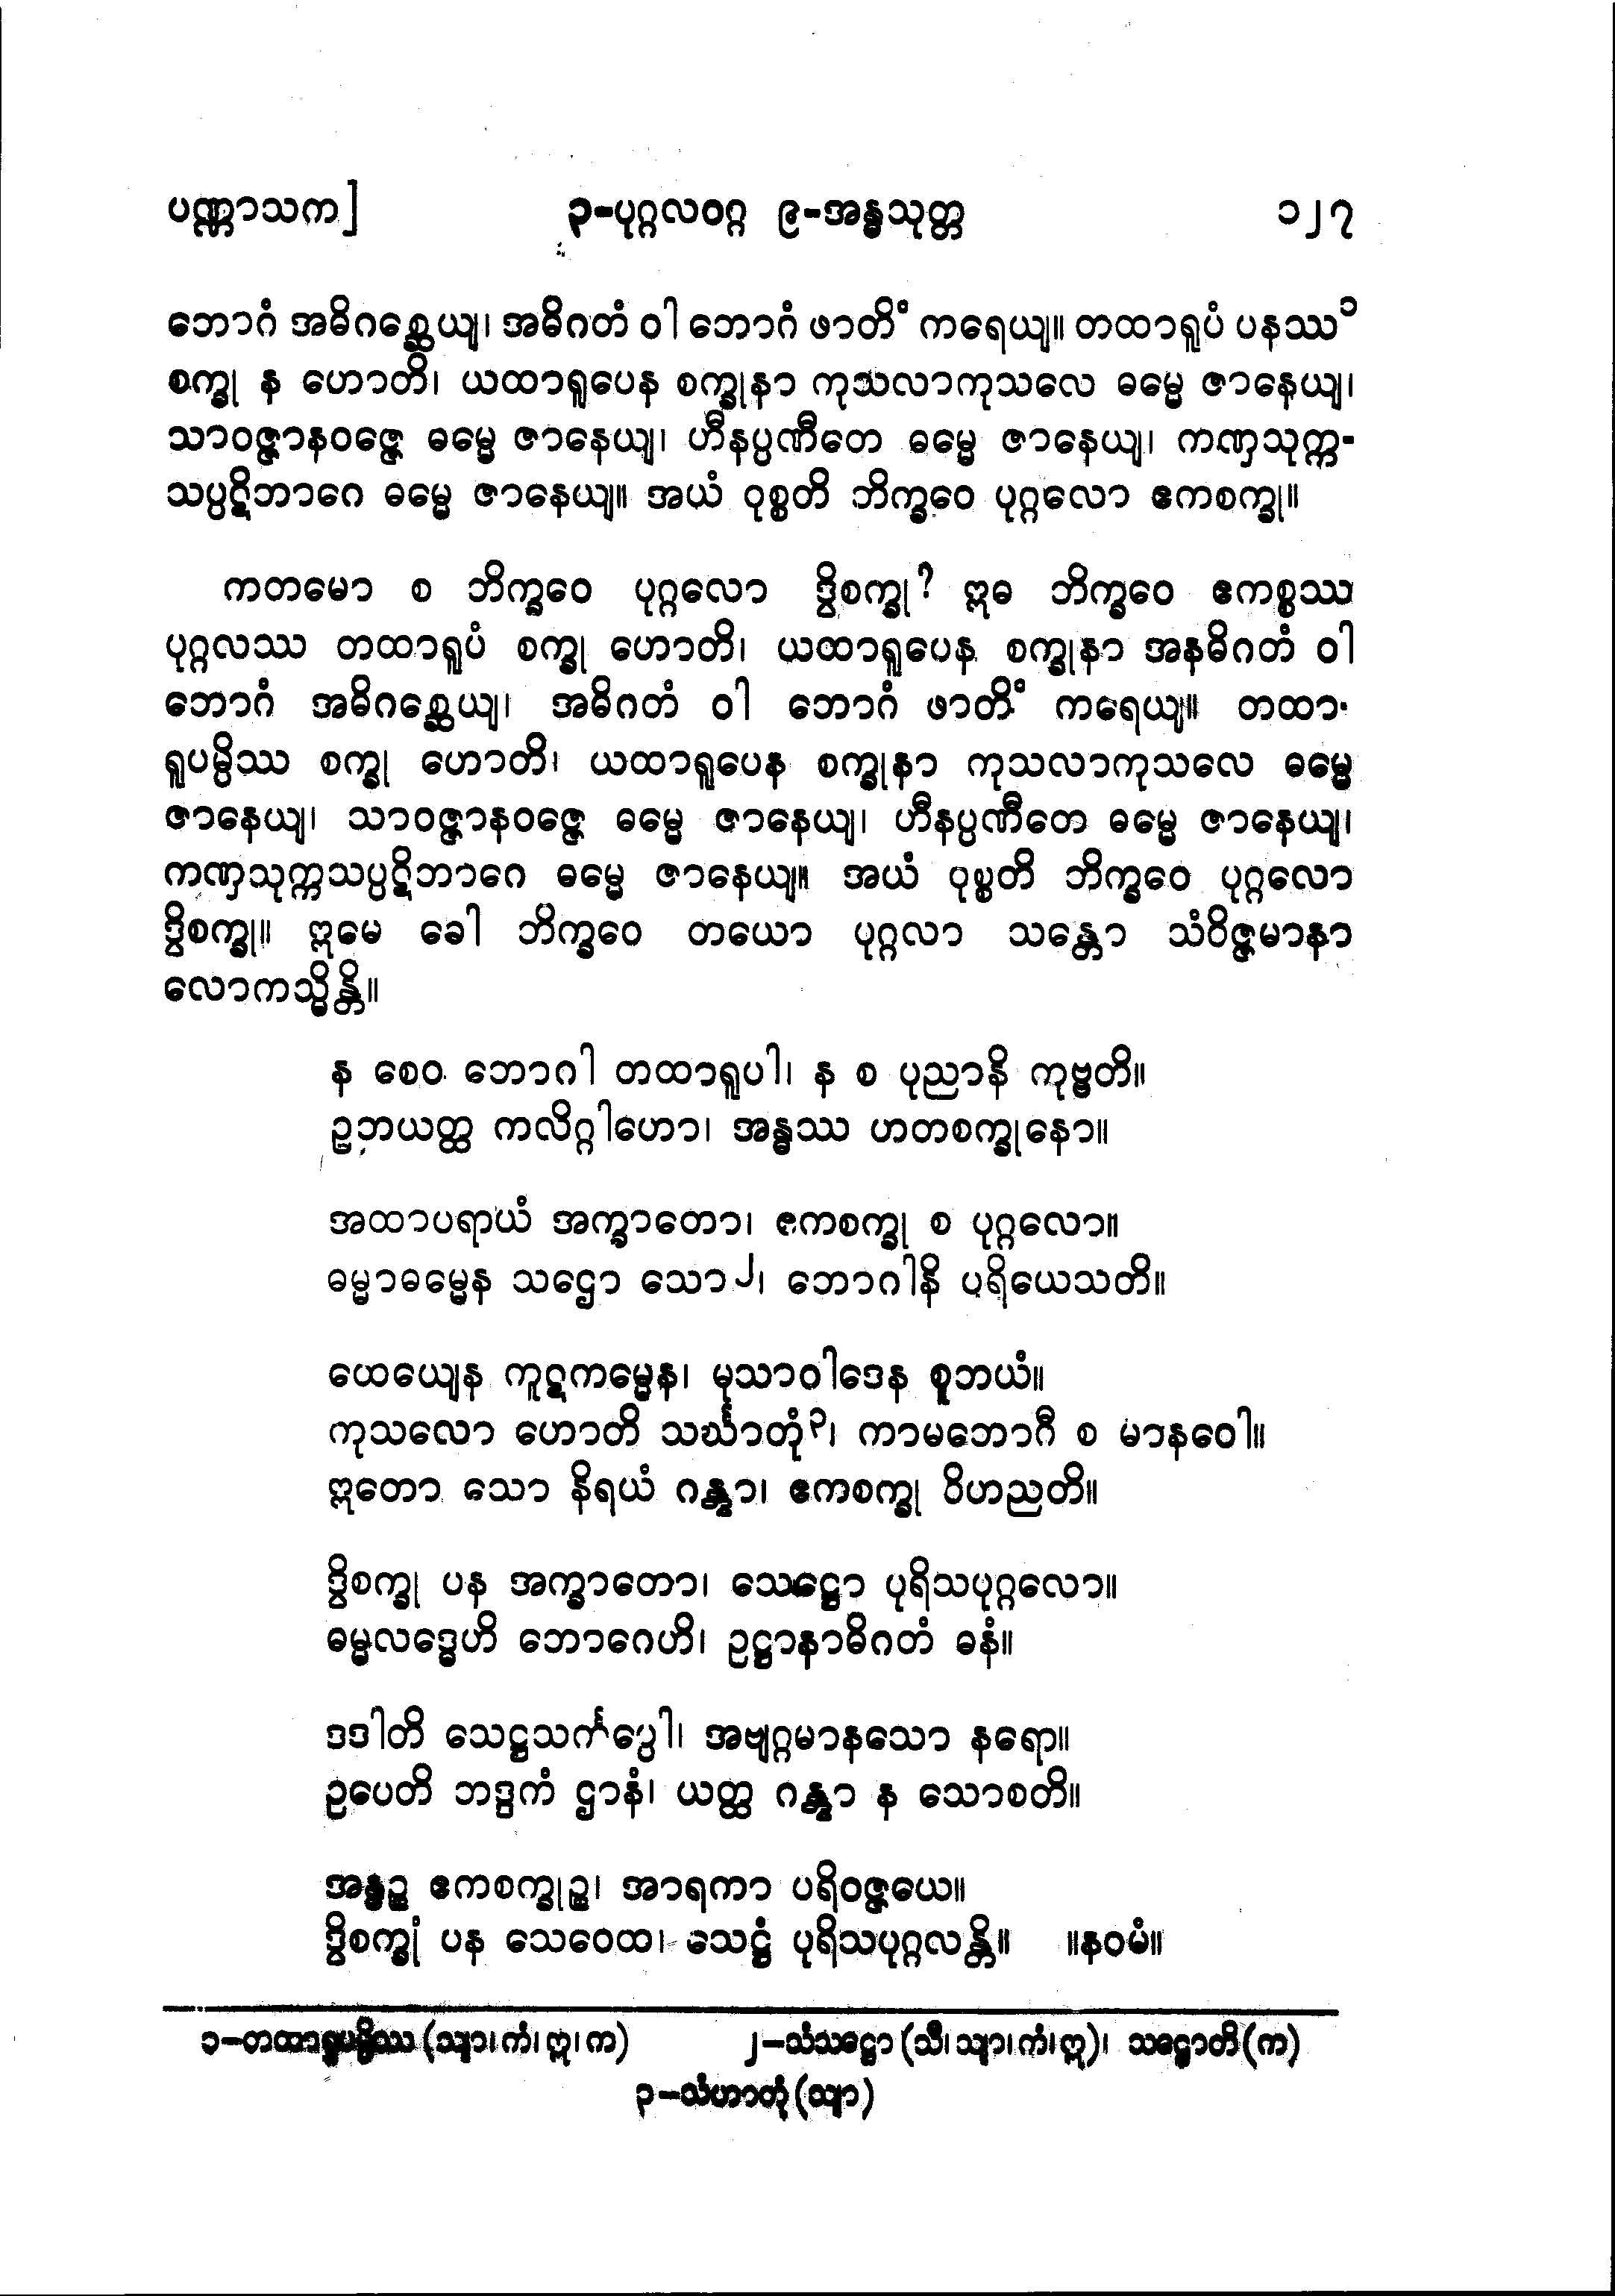 ပဏ္ဏာသက]	၃-ပုဂ္ဂလဝဂ္ဂ ၉-အန္ဓသုတ္တ	၁၂၇
ဘောဂံ အဓိဂစ္ဆေယျ၊ အဓိဂတံ ဝါ ဘောဂံ ဖာတိံ ကရေယျ။ တထာရူပံ ပနဿ၁
စက္ခု န ဟောတိ၊ ယထာရူပေန စက္ခုနာ ကုသလာကုသလေ ဓမ္မေ ဇာနေယျ၊
သာဝဇ္ဇာနဝဇ္ဇေ ဓမ္မေ ဇာနေယျ၊ ဟီနပ္ပဏီတေ ဓမ္မေ ဇာနေယျ၊ ကဏှသုက္က-
သပ္ပဋိဘာဂေ ဓမ္မေ ဇာနေယျ။ အယံ ဝုစ္စတိ ဘိက္ခဝေ ပုဂ္ဂလော ဧကစက္ခု။
ကတမော စ ဘိက္ခဝေ ပုဂ္ဂလော ဒွိစက္ခု? ဣဓ ဘိက္ခဝေ ဧကစ္စဿ
ပုဂ္ဂလဿ တထာရူပံ စက္ခု ဟောတိ၊ ယထာရူပေန စက္ခုနာ အနဓိဂတံ ဝါ
ဘောဂံ အဓိဂစ္ဆေယျ၊ အဓိဂတံ ဝါ ဘောဂံ ဖာတိံ ကရေယျ။ တထာ-
ရူပမ္ပိဿ စက္ခု ဟောတိ၊ ယထာရူပေန စက္ခုနာ ကုသလာကုသလေ ဓမ္မေ
ဇာနေယျ၊ သာဝဇ္ဇာနဝဇ္ဇေ ဓမ္မေ ဇာနေယျ၊ ဟီနပ္ပဏီတေ ဓမ္မေ ဇာနေယျ၊
ကဏှသုက္ကသပ္ပဋိဘာဂေ ဓမ္မေ ဇာနေယျ။ အယံ ဝုစ္စတိ ဘိက္ခဝေ ပုဂ္ဂလော
ဒွိစက္ခု။ ဣမေ ခေါ ဘိက္ခဝေ တယော ပုဂ္ဂလာ သန္တော သံဝိဇ္ဇမာနာ
လောကသ္မိန္တိ။
န စေဝ ဘောဂါ တထာရူပါ၊ န စ ပုညာနိ ကုဗ္ဗတိ။
ဥဘယတ္ထ ကလိဂ္ဂါဟော၊ အန္ဓဿ ဟတစက္ခုနော။
အထာပရာယံ အက္ခာတော၊ ဧကစက္ခု စ ပုဂ္ဂလော။
ဓမ္မာဓမ္မေန သဌော သော၂၊ ဘောဂါနိ ပရိယေသတိ။
ထေယျေန ကူဋကမ္မေန၊ မုသာဝါဒေန စူဘယံ။
ကုသလော ဟောတိ သင်္ဃာတုံ၃၊ ကာမဘောဂီ စ မာနဝေါ။
ဣတော သော နိရယံ ဂန္တွာ၊ ဧကစက္ခု ဝိဟညတိ။
ဒွိစက္ခု ပန အက္ခာတော၊ သေဋ္ဌော ပုရိသပုဂ္ဂလော။
ဓမ္မလဒ္ဓေဟိ ဘောဂေဟိ၊ ဥဋ္ဌာနာဓိဂတံ ဓနံ။
ဒဒါတိ သေဋ္ဌသင်္ကပ္ပေါ၊ အဗျဂ္ဂမာနသော နရော။
ဥပေတိ ဘဒ္ဒကံ ဌာနံ၊ ယတ္ထ ဂန္တွာ န သောစတိ။
အန္ဓဉ္စ ဧကစက္ခုဉ္စ၊ အာရကာ ပရိဝဇ္ဇယေ။
ဒွိစက္ခုံ ပန သေဝေထ၊ သေဋ္ဌံ ပုရိသပုဂ္ဂလန္တိ။ ။နဝမံ။
၁-တထာရူပမ္ပိဿ (သျာ၊ကံ၊ဣ၊က)	၂-သံသဋ္ဌော (သီ၊သျာ၊ကံ၊ဣ)၊ သဋ္ဌောတိ (က)
၃-သံဟာတုံ (သျာ)